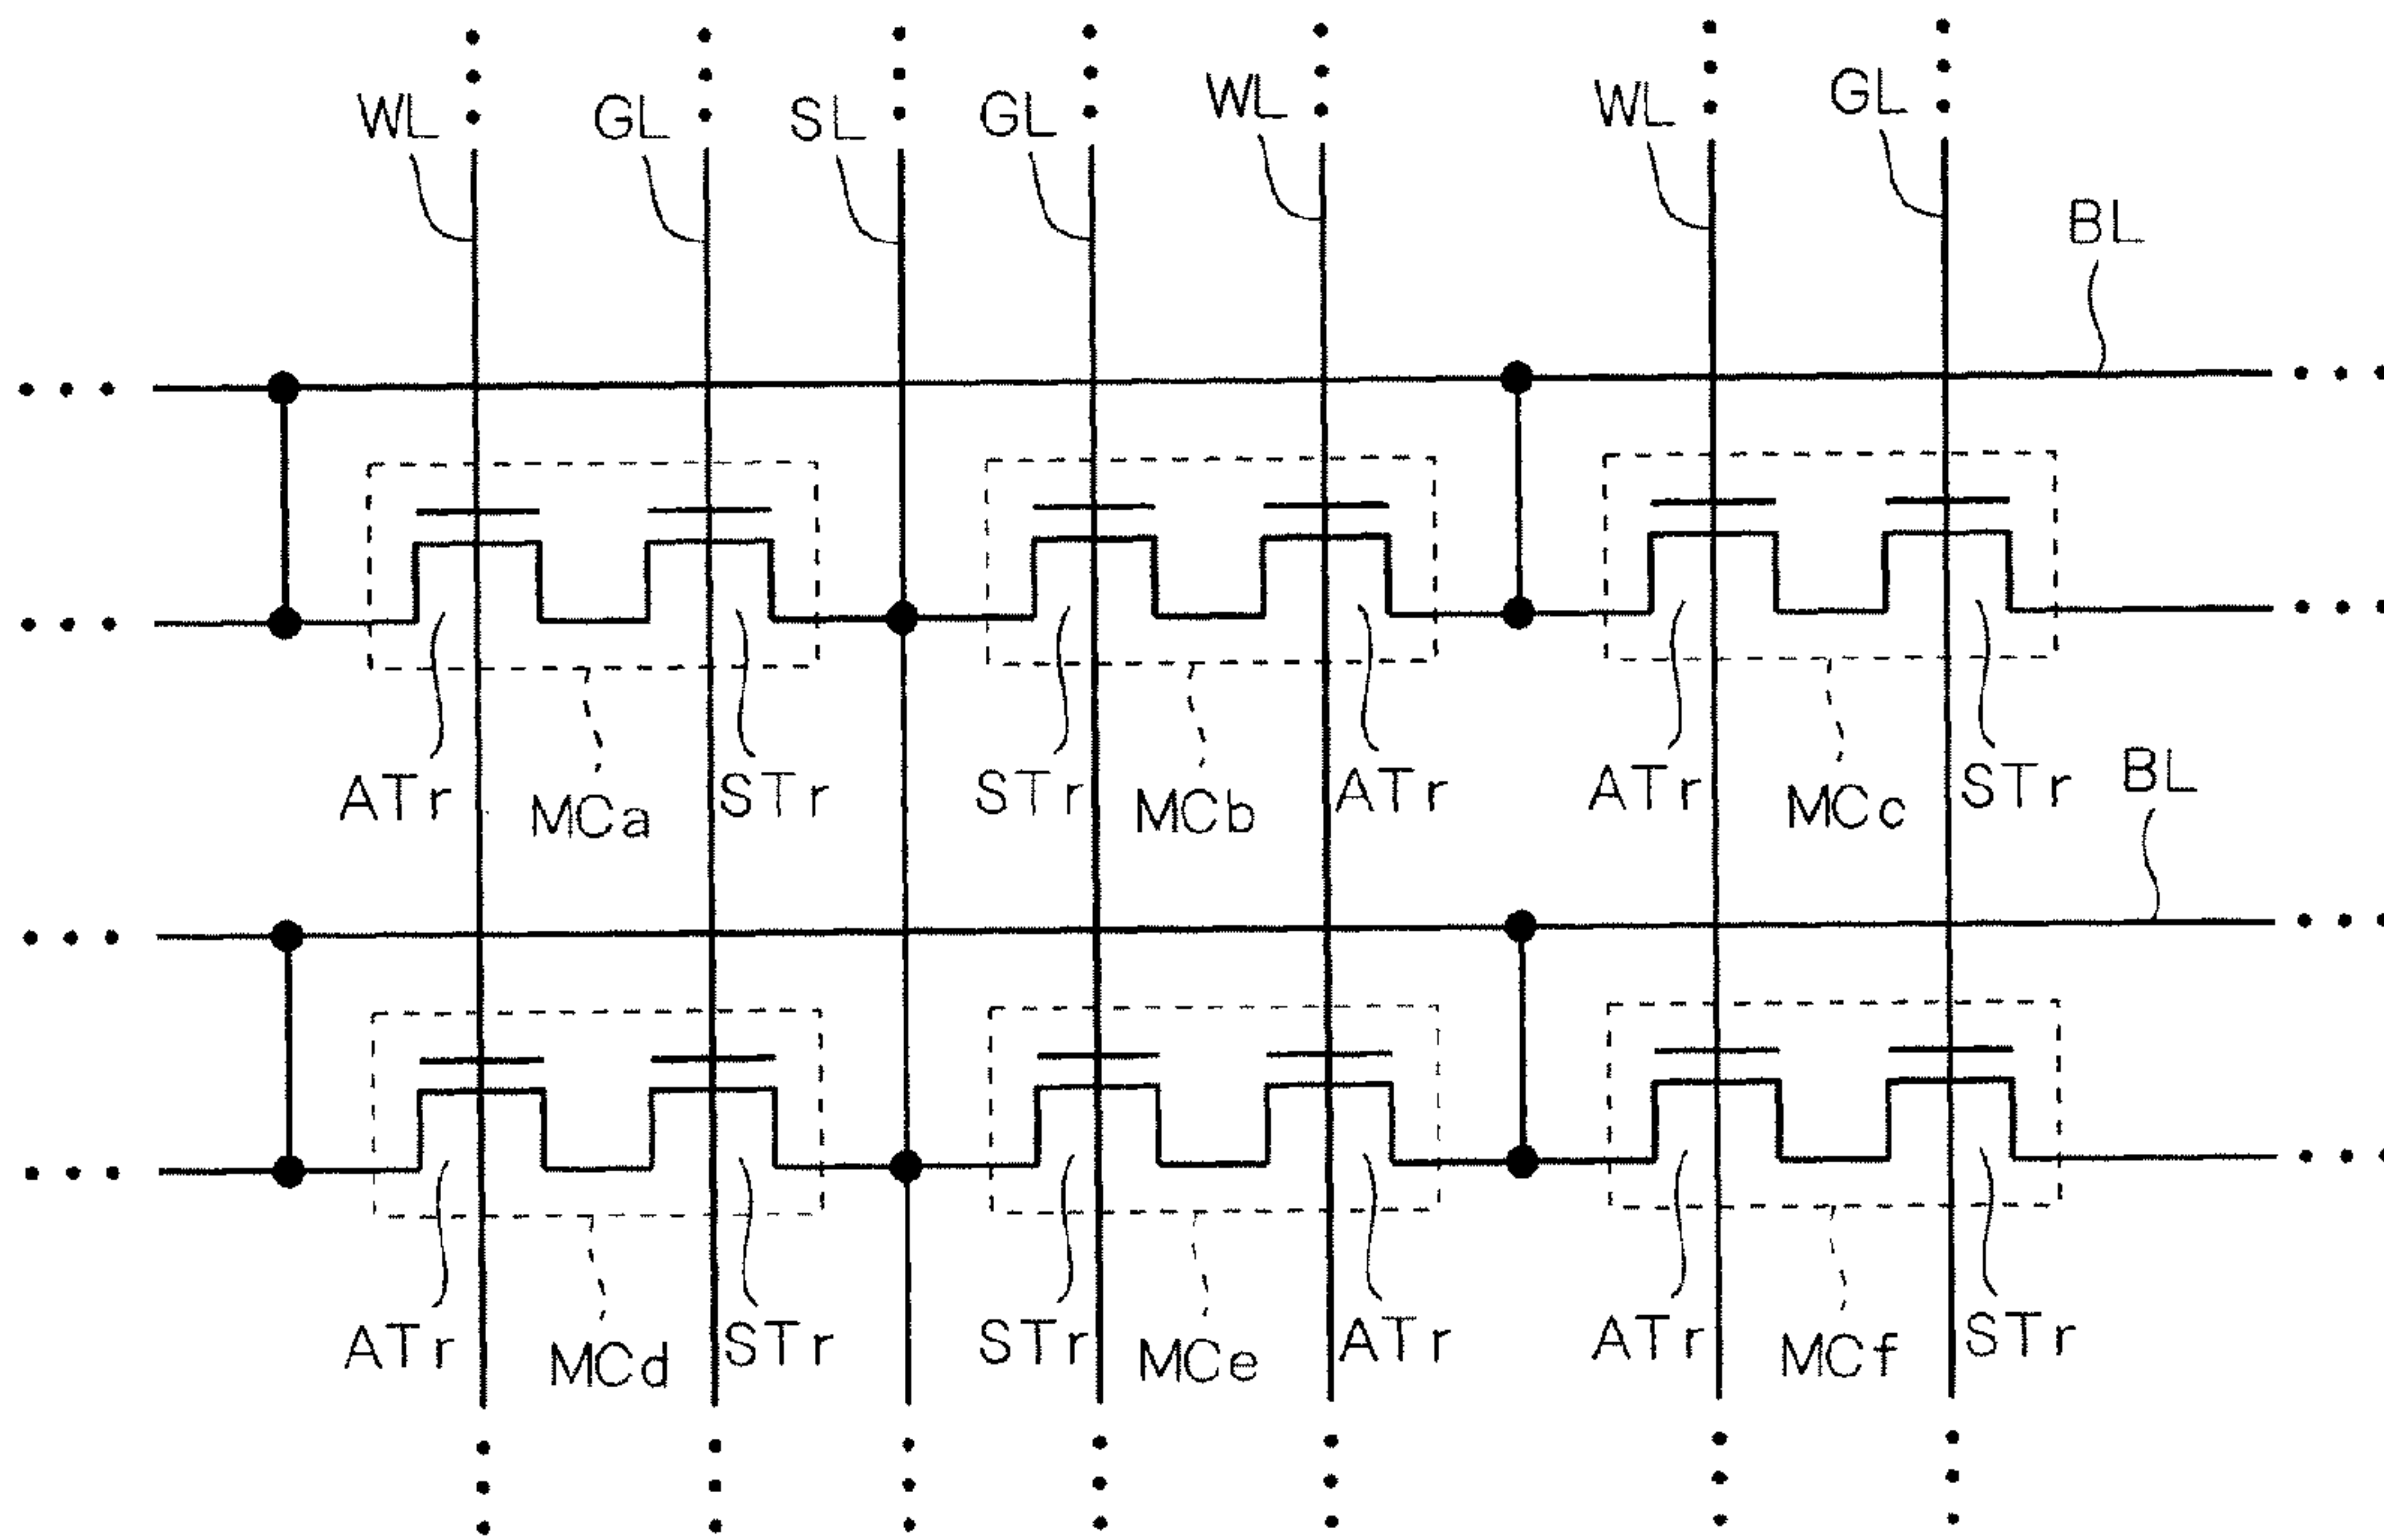 WL GL SL GL WL WL GL
BL
ATr MCa STr STr MCb ATr ATr MCc STr
BL
ATr MCd STr STr MCe ATr ATr MCf STr